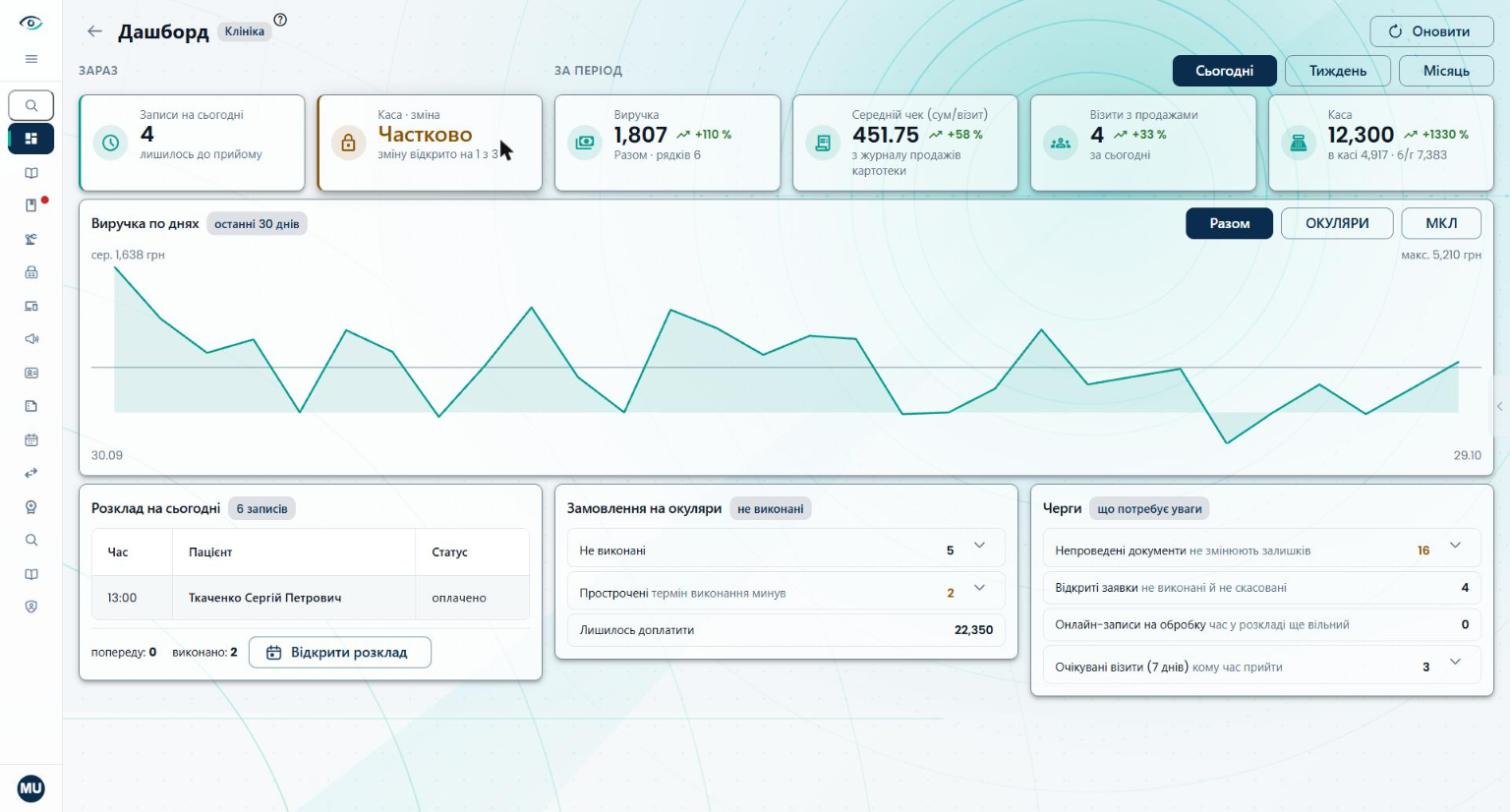 Дашборд
Клініка
?
Оновити
ЗАРАЗ
ЗА ПЕРІОД
Сьогодні
Тиждень
Місяць
Записи на сьогодні
4
лишилось до прийому
Каса · зміна
Частково
зміну відкрито на 1 з 3
Виручка
1,807
+110 %
Разом · рядків 6
Середній чек (сум/візит)
451.75
+58 %
з журналу продажів
картотеки
Візити з продажами
4
+33 %
за сьогодні
Каса
12,300
+1330 %
в касі 4,917 · б/г 7,383
Виручка по днях
останні 30 днів
Разом
ОКУЛЯРИ
МКЛ
сер. 1,638 грн
макс. 5,210 грн
30.09
29.10
Розклад на сьогодні
6 записів
Час
Пацієнт
Статус
13:00
Ткаченко Сергій Петрович
оплачено
попереду: 0
виконано: 2
Відкрити розклад
Замовлення на окуляри
не виконані
Не виконані
5
Прострочені термін виконання минув
2
Лишилось доплатити
22,350
Черги
що потребує уваги
Непроведені документи не змінюють залишків
16
Відкриті заявки не виконані й не скасовані
4
Онлайн-записи на обробку час у розкладі ще вільний
0
Очікувані візити (7 днів) кому час прийти
3
MU